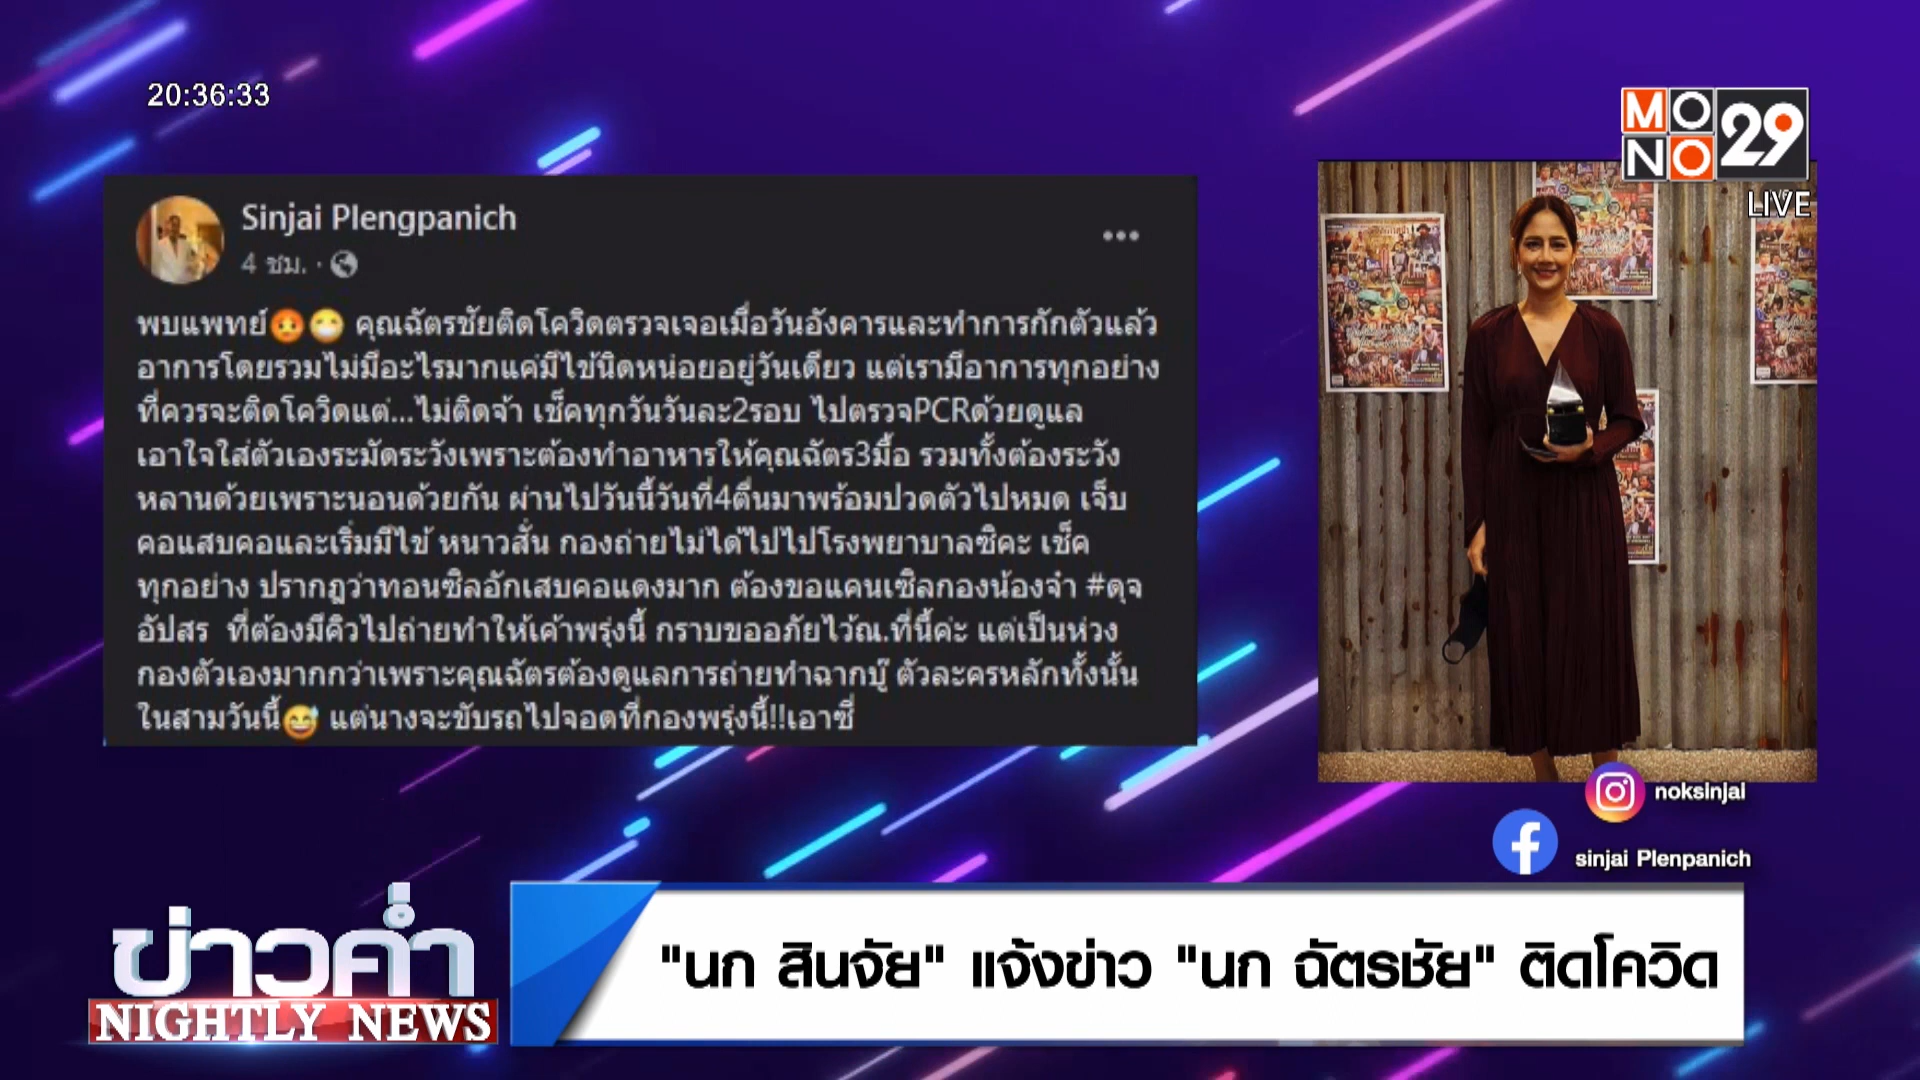 20:36:33
MONO 29
LIVE
Sinjai Plengpanich
4 ชม. ·
พบแพทย์🥵😁 คุณฉัตรชัยติดโควิดตรวจเจอเมื่อวันอังคารและทำการกักตัวแล้ว
อาการโดยรวมไม่มีอะไรมากแค่มีไข้นิดหน่อยอยู่วันเดียว แต่เรามีอาการทุกอย่าง
ที่ควรจะติดโควิดแต่...ไม่ติดจ้า เช็คทุกวันวันละ2รอบ ไปตรวจPCRด้วยดูแล
เอาใจใส่ตัวเองระมัดระวังเพราะต้องทำอาหารให้คุณฉัตร3มื้อ รวมทั้งต้องระวัง
หลานด้วยเพราะนอนด้วยกัน ผ่านไปวันนี้วันที่4ตื่นมาพร้อมปวดตัวไปหมด เจ็บ
คอแสบคอและเริ่มมีไข้ หนาวสั่น กองถ่ายไม่ได้ไปไปโรงพยาบาลซิคะ เช็ค
ทุกอย่าง ปรากฎว่าทอนซิลอักเสบคอแดงมาก ต้องขอแคนเซิลกองน้องจ๋า #ดุจ
อัปสร ที่ต้องมีคิวไปถ่ายทำให้เค้าพรุ่งนี้ กราบขออภัยไว้ณ.ที่นี้ค่ะ แต่เป็นห่วง
กองตัวเองมากกว่าเพราะคุณฉัตรต้องดูแลการถ่ายทำฉากบู๊ ตัวละครหลักทั้งนั้น
ในสามวันนี้😅 แต่นางจะขับรถไปจอดที่กองพรุ่งนี้!!เอาซี่
noksinjai
sinjai Plenpanich
ข่าวค่ำ
NIGHTLY NEWS
"นก สินจัย" แจ้งข่าว "นก ฉัตรชัย" ติดโควิด